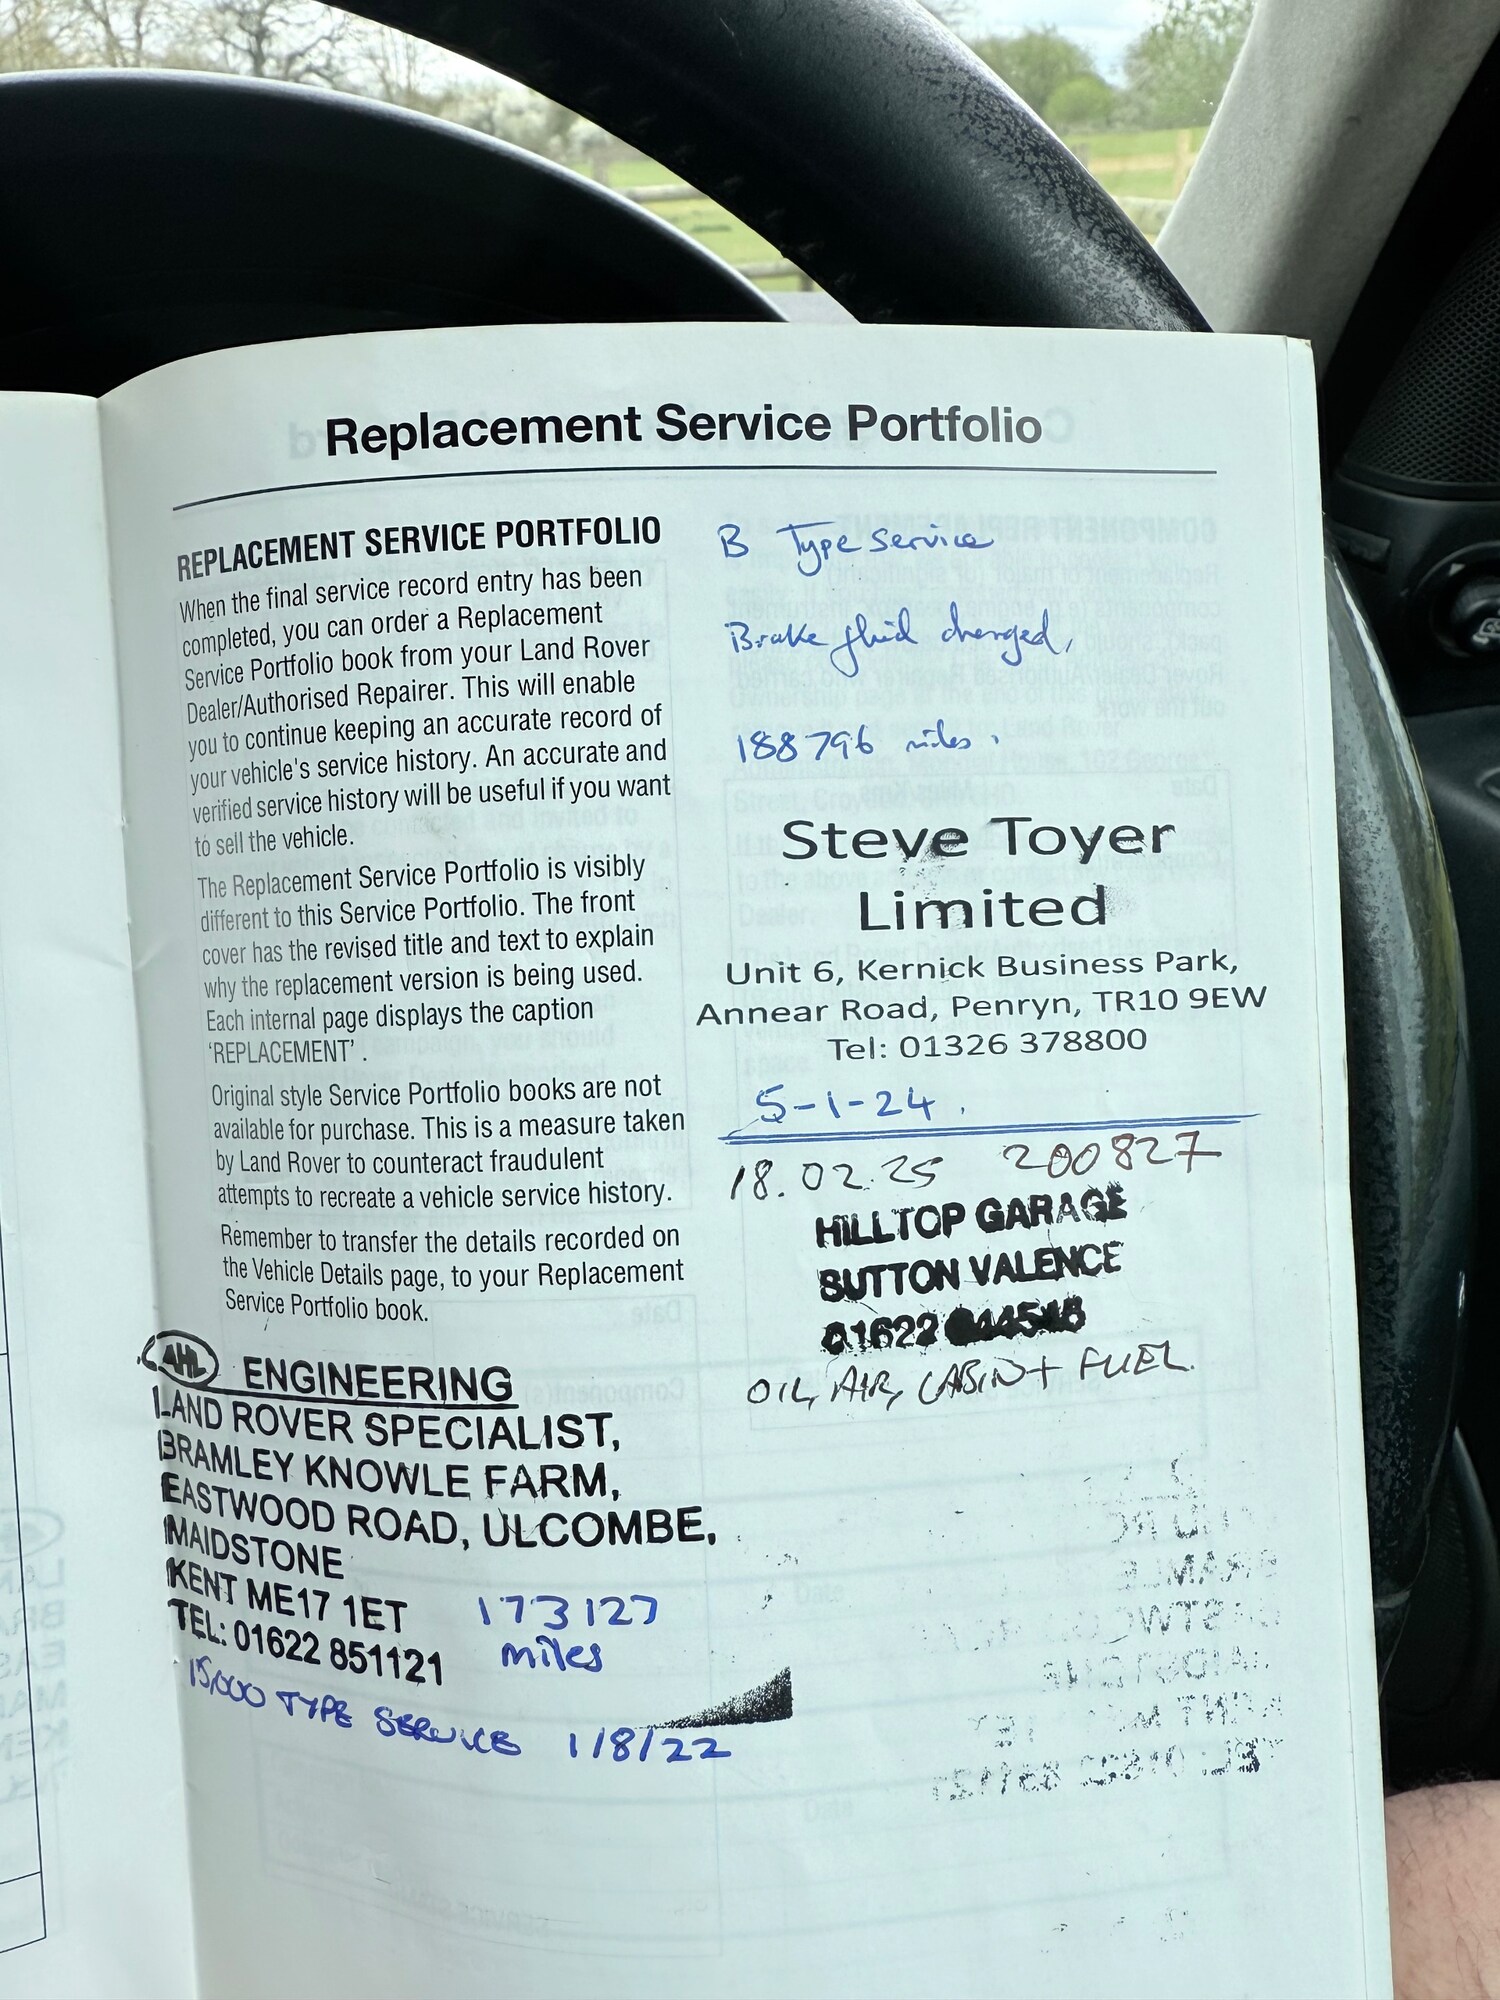 Replacement Service Portfolio
REPLACEMENT SERVICE PORTFOLIO
When the final service record entry has been
completed, you can order a Replacement
Service Portfolio book from your Land Rover
Dealer/Authorised Repairer. This will enable
you to continue keeping an accurate record of
your vehicle's service history. An accurate and
verified service history will be useful if you want
to sell the vehicle.
The Replacement Service Portfolio is visibly
different to this Service Portfolio. The front
cover has the revised title and text to explain
why the replacement version is being used.
Each internal page displays the caption
'REPLACEMENT'.
Original style Service Portfolio books are not
available for purchase. This is a measure taken
by Land Rover to counteract fraudulent
attempts to recreate a vehicle service history.
Remember to transfer the details recorded on
the Vehicle Details page, to your Replacement
Service Portfolio book.
AHL ENGINEERING
LAND ROVER SPECIALIST,
BRAMLEY KNOWLE FARM,
EASTWOOD ROAD, ULCOMBE,
MAIDSTONE
KENT ME17 1ET
TEL: 01622 851121
173127
miles
15,000 TYPE SERVICE 1/8/22
B Type service
Brake fluid changed,
188796 miles.
Steve Toyer
Limited
Unit 6, Kernick Business Park,
Annear Road, Penryn, TR10 9EW
Tel: 01326 378800
5-1-24.
18.02.25 200827
HILLTOP GARAGE
SUTTON VALENCE
01622
OIL, AIR, CABIN + FUEL.